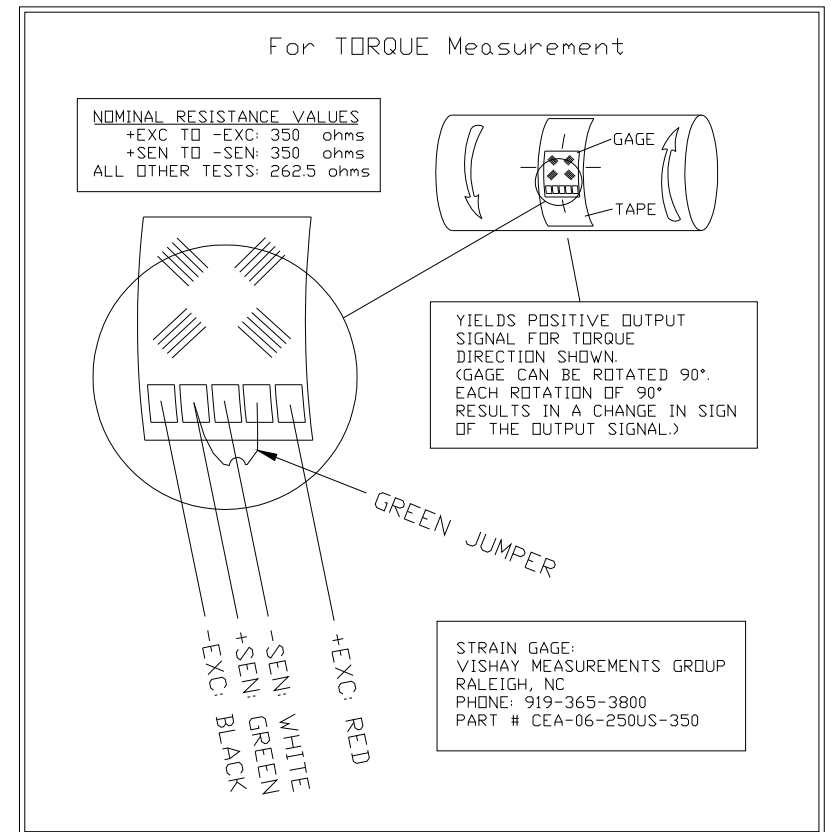 For TORQUE Measurement
NOMINAL RESISTANCE VALUES
+EXC TO -EXC: 350 ohms
+SEN TO -SEN: 350 ohms
ALL OTHER TESTS: 262.5 ohms
GAGE
TAPE
YIELDS POSITIVE OUTPUT
SIGNAL FOR TORQUE
DIRECTION SHOWN.
(GAGE CAN BE ROTATED 90°.
EACH ROTATION OF 90°
RESULTS IN A CHANGE IN SIGN
OF THE OUTPUT SIGNAL.)
GREEN JUMPER
-EXC: BLACK
+SEN: GREEN
-SEN: WHITE
+EXC: RED
STRAIN GAGE:
VISHAY MEASUREMENTS GROUP
RALEIGH, NC
PHONE: 919-365-3800
PART # CEA-06-250US-350